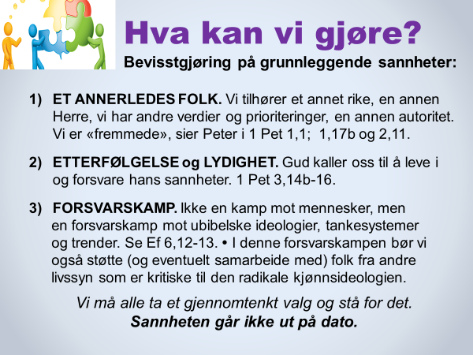 Hva kan vi gjøre?
Bevisstgjøring på grunnleggende sannheter:
1) ET ANNERLEDES FOLK. Vi tilhører et annet rike, en annen
Herre, vi har andre verdier og prioriteringer, en annen autoritet.
Vi er «fremmede», sier Peter i 1 Pet 1,1; 1,17b og 2,11.
2) ETTERFØLGELSE og LYDIGHET. Gud kaller oss til å leve i
og forsvare hans sannheter. 1 Pet 3,14b-16.
3) FORSVARSKAMP. Ikke en kamp mot mennesker, men
en forsvarskamp mot ubibelske ideologier, tankesystemer
og trender. Se Ef 6,12-13. • I denne forsvarskampen bør vi
også støtte (og eventuelt samarbeide med) folk fra andre
livssyn som er kritiske til den radikale kjønnsideologien.
Vi må alle ta et gjennomtenkt valg og stå for det.
Sannheten går ikke ut på dato.